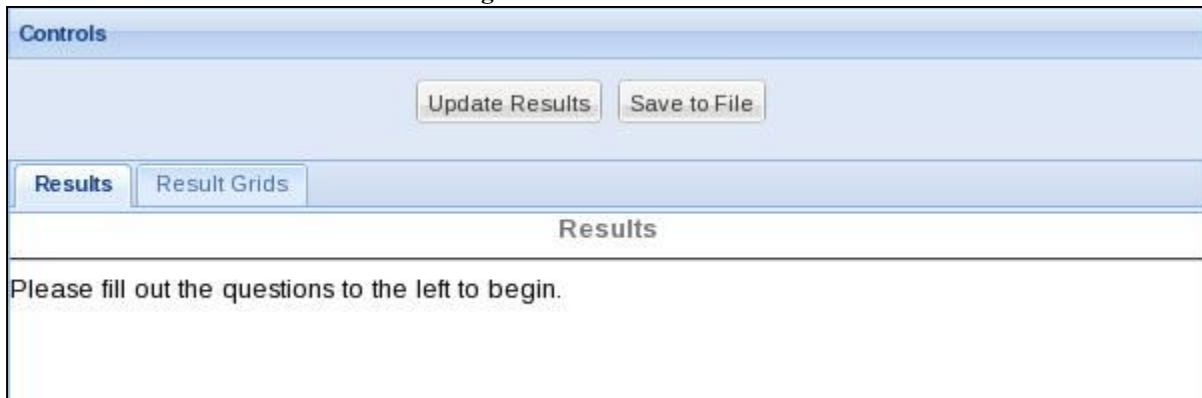 Controls
Update Results Save to File
Results Result Grids
Results
Please fill out the questions to the left to begin.